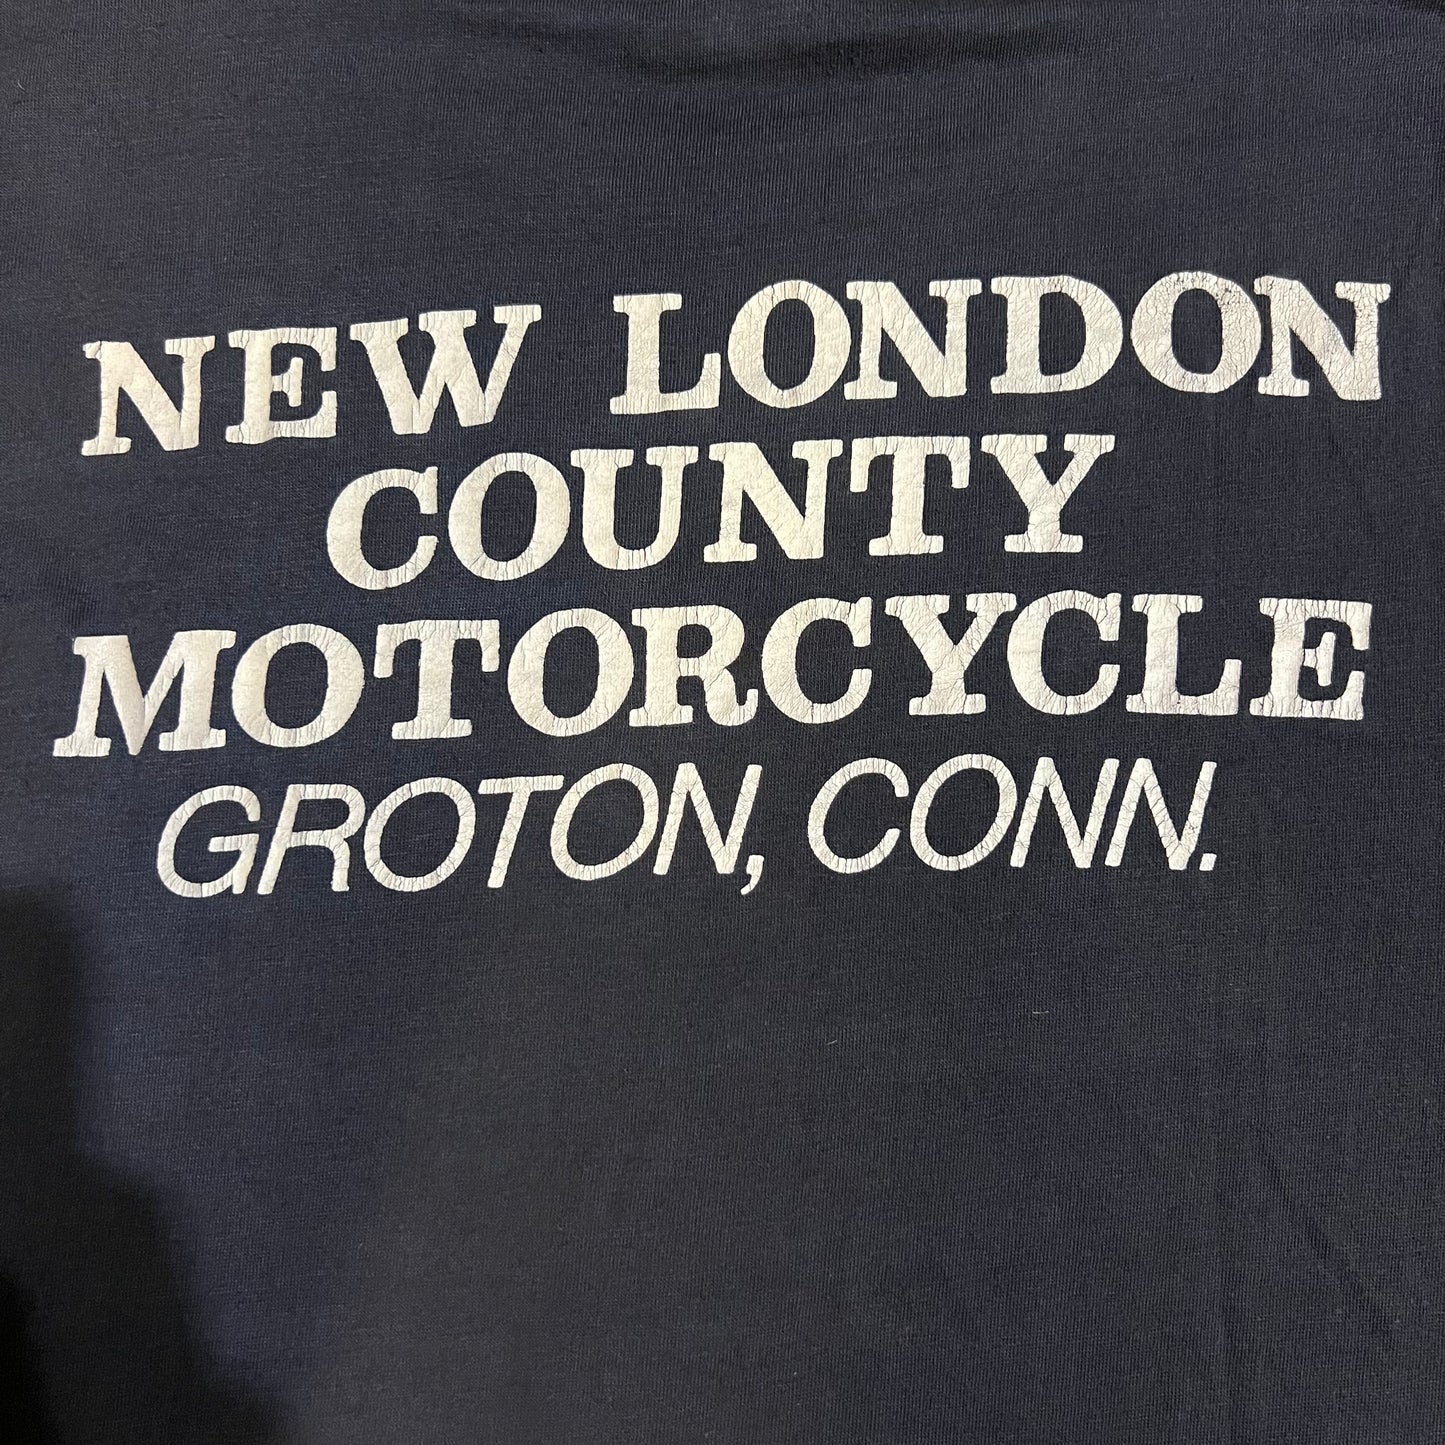 NEW LONDON
COUNTY
MOTORCYCLE
GROTON, CONN.